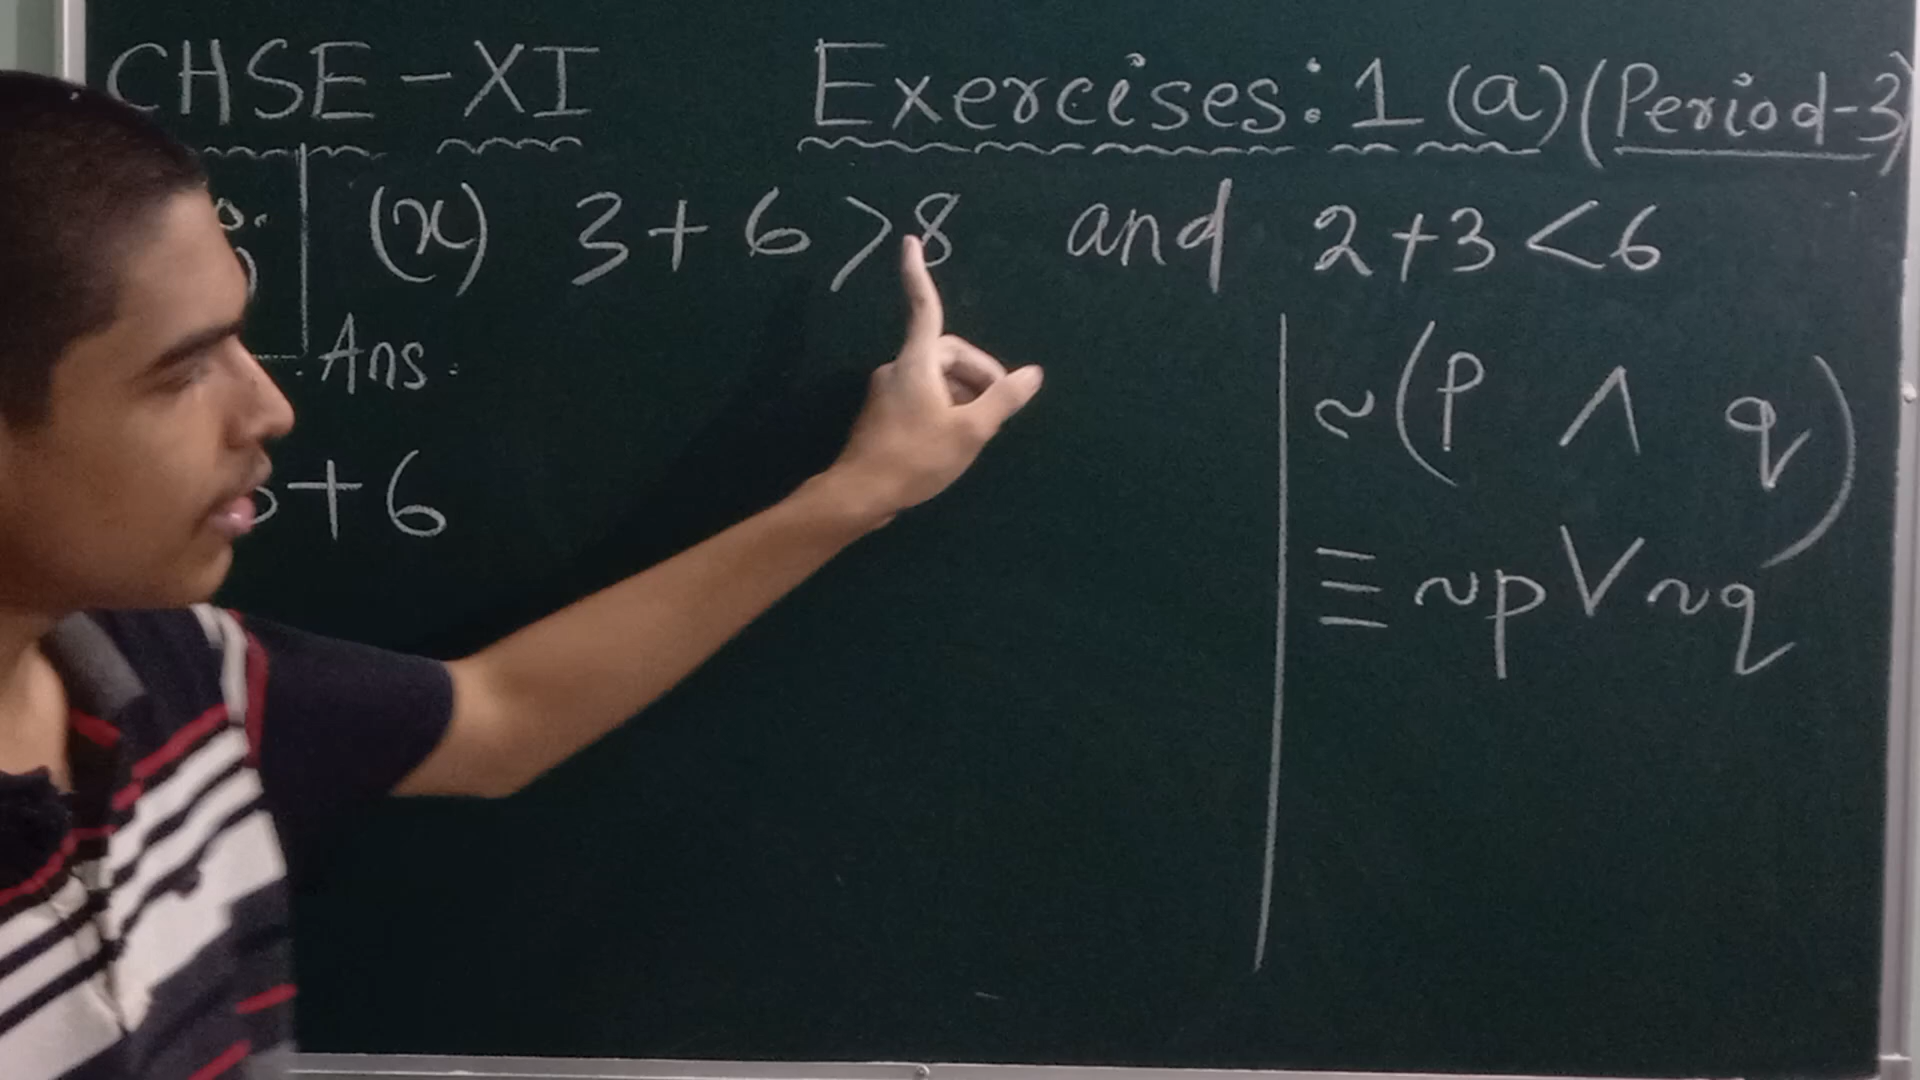 CHSE-XI Exercises: 1 (a) (Period-3)
(x) 3+6>8 and 2+3<6
Ans.
+6
~(p ∧ q)
≡ ~p∨~q